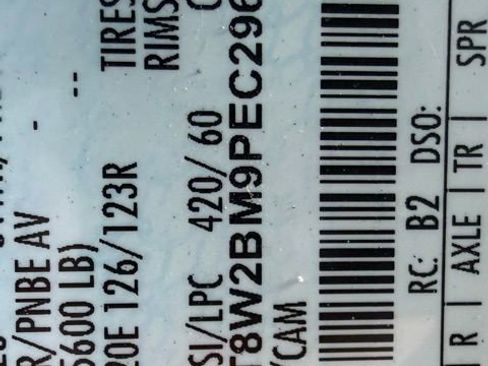 R/PNBE AV - --
5600 LB)
20E 126/123R TIRES
RIMS
SI/LPC 420/ 60
T8W2BM9PEC296
/CAM
RC: B2 DSO:
R | AXLE | TR | SPR